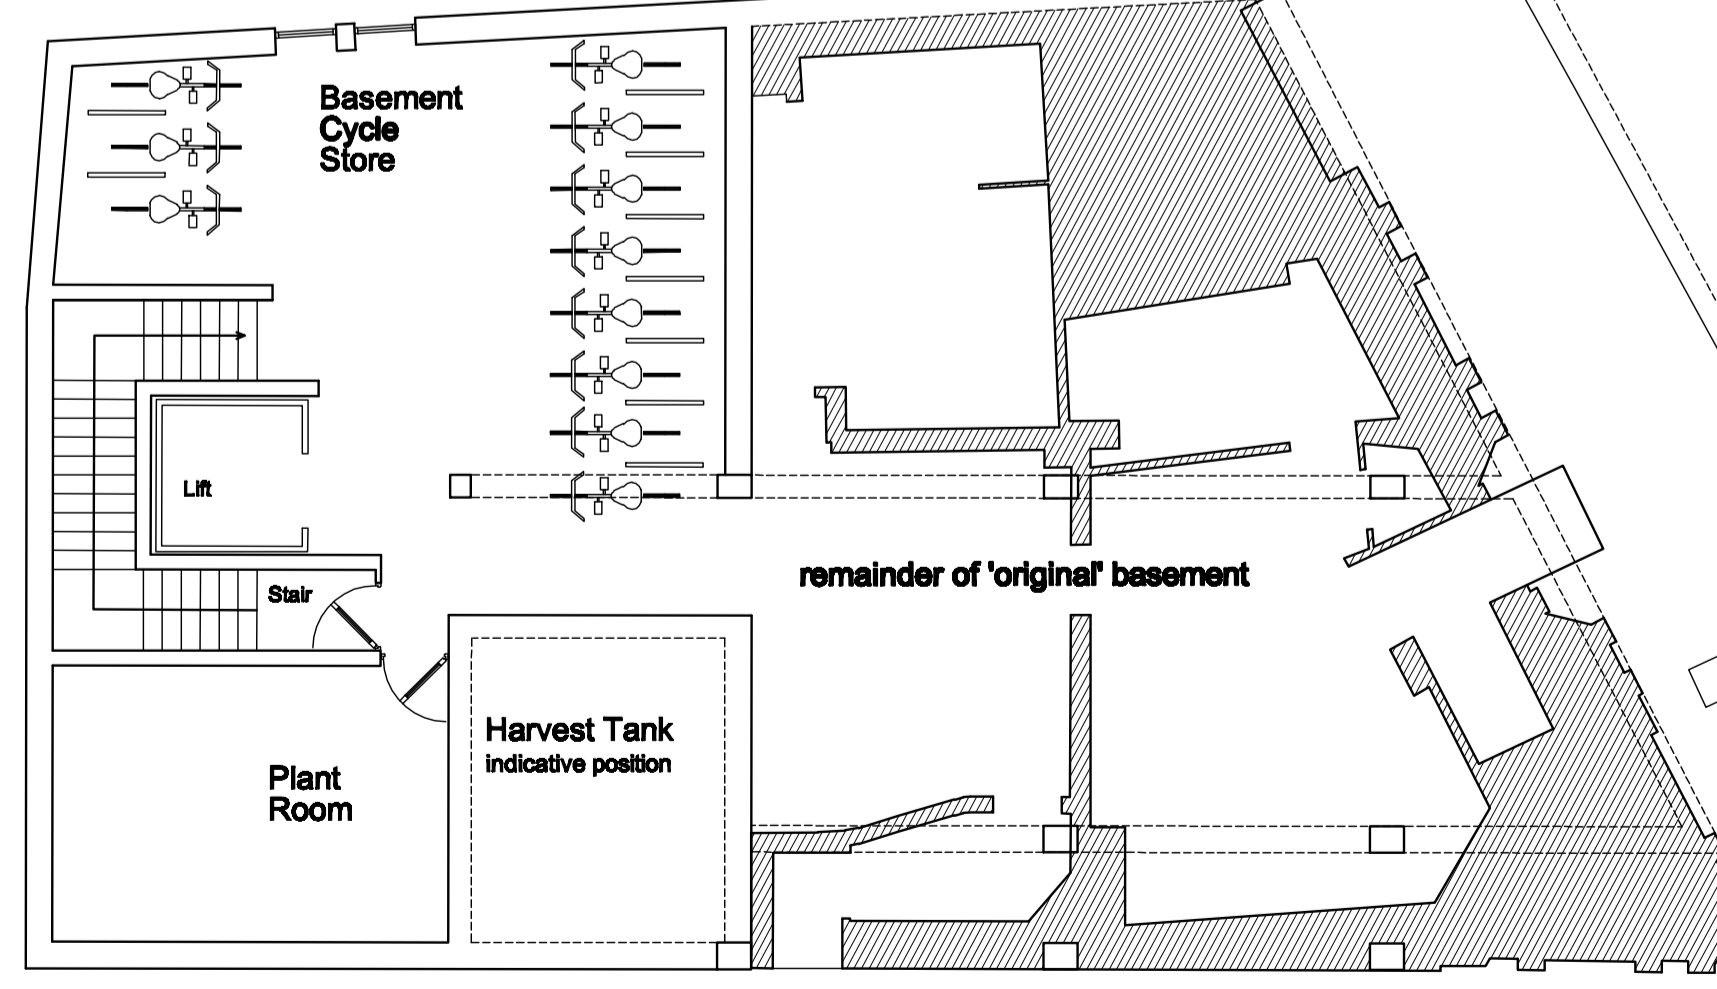 Basement
Cycle
Store
Lift
remainder of 'original' basement
Stair
Harvest Tank
indicative position
Plant
Room